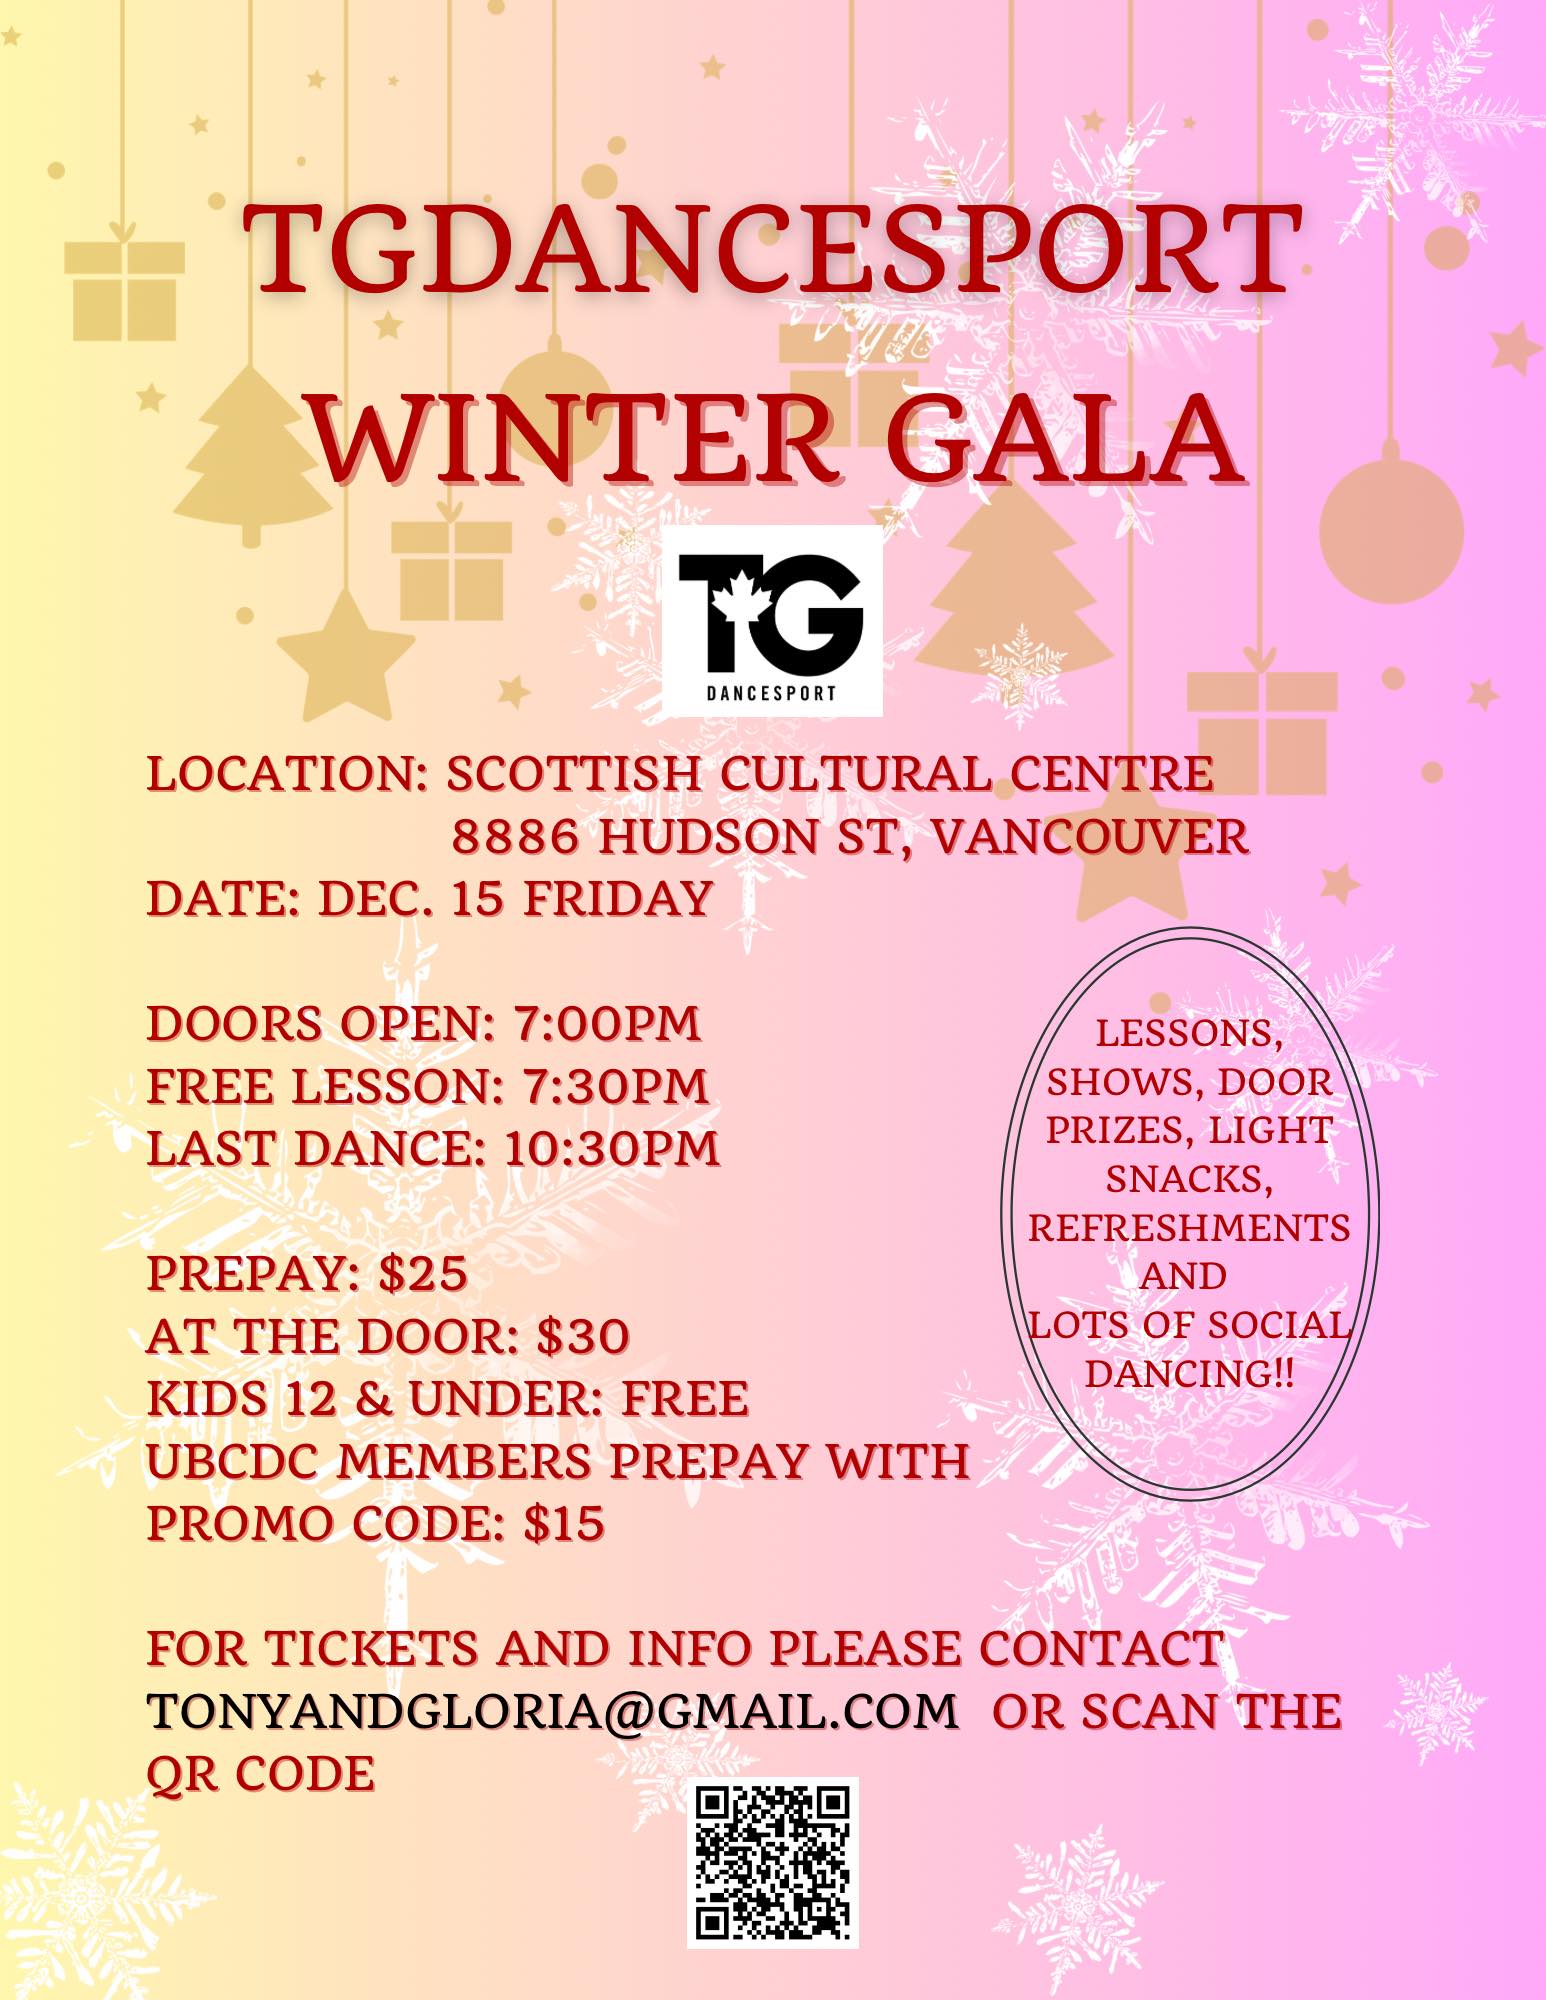 TGDANCESPORT
WINTER GALA
TG
DANCESPORT
LOCATION: SCOTTISH CULTURAL CENTRE
8886 HUDSON ST, VANCOUVER
DATE: DEC. 15 FRIDAY
DOORS OPEN: 7:00PM
FREE LESSON: 7:30PM
LAST DANCE: 10:30PM
LESSONS,
SHOWS, DOOR
PRIZES, LIGHT
SNACKS,
REFRESHMENTS
AND
LOTS OF SOCIAL
DANCING!!
PREPAY: $25
AT THE DOOR: $30
KIDS 12 & UNDER: FREE
UBCDC MEMBERS PREPAY WITH
PROMO CODE: $15
FOR TICKETS AND INFO PLEASE CONTACT
TONYANDGLORIA@GMAIL.COM OR SCAN THE
QR CODE